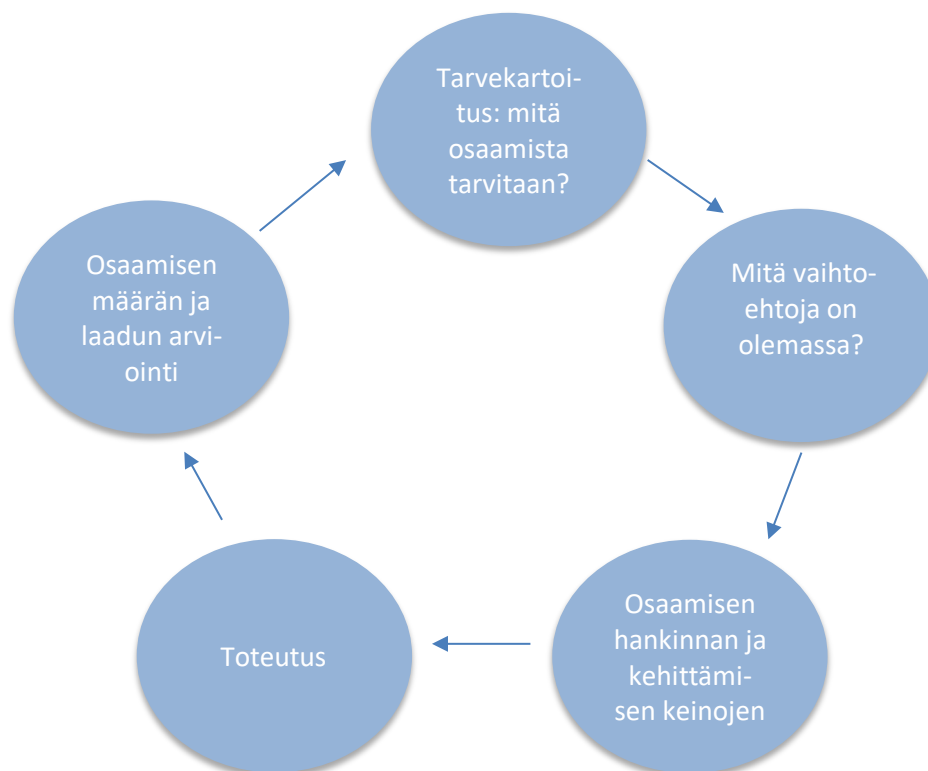 Tarvekartoi-
tus: mitä
osaamista
tarvitaan?
Mitä vaihto-
ehtoja on
olemassa?
Osaamisen
hankinnan ja
kehittämi-
sen keinojen
Toteutus
Osaamisen
määrän ja
laadun arvi-
ointi